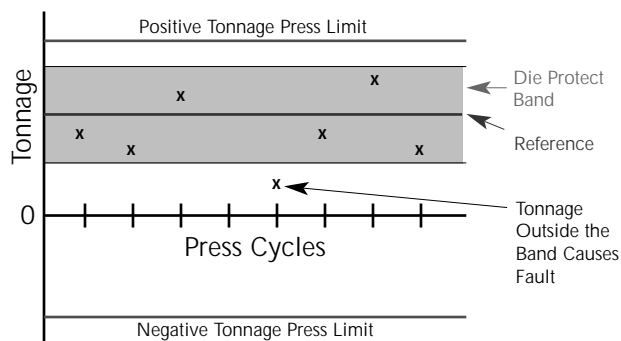 Positive Tonnage Press Limit
Tonnage
x
x
x
x
x
x
x
Die Protect
Band
Reference
0
Press Cycles
Tonnage
Outside the
Band Causes
Fault
Negative Tonnage Press Limit